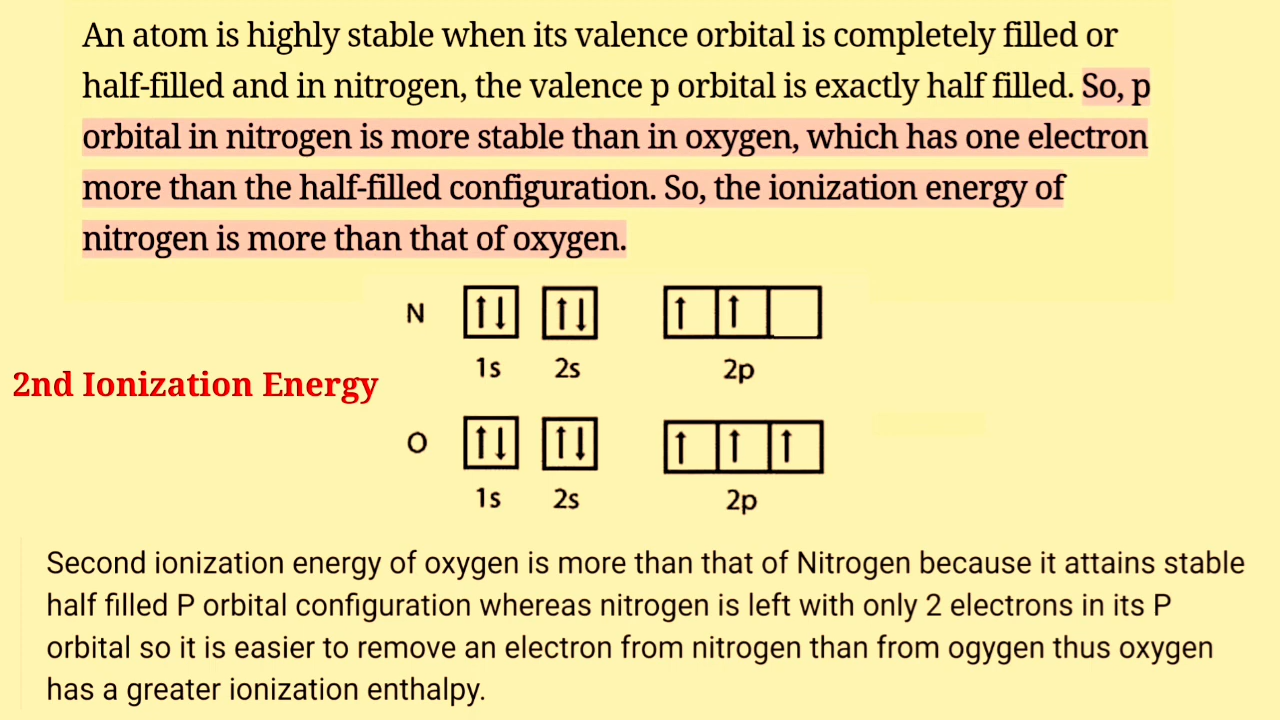 An atom is highly stable when its valence orbital is completely filled or
half-filled and in nitrogen, the valence p orbital is exactly half filled. So, p
orbital in nitrogen is more stable than in oxygen, which has one electron
more than the half-filled configuration. So, the ionization energy of
nitrogen is more than that of oxygen.
N
1s 2s 2p
2nd Ionization Energy
O
1s 2s 2p
Second ionization energy of oxygen is more than that of Nitrogen because it attains stable
half filled P orbital configuration whereas nitrogen is left with only 2 electrons in its P
orbital so it is easier to remove an electron from nitrogen than from ogygen thus oxygen
has a greater ionization enthalpy.